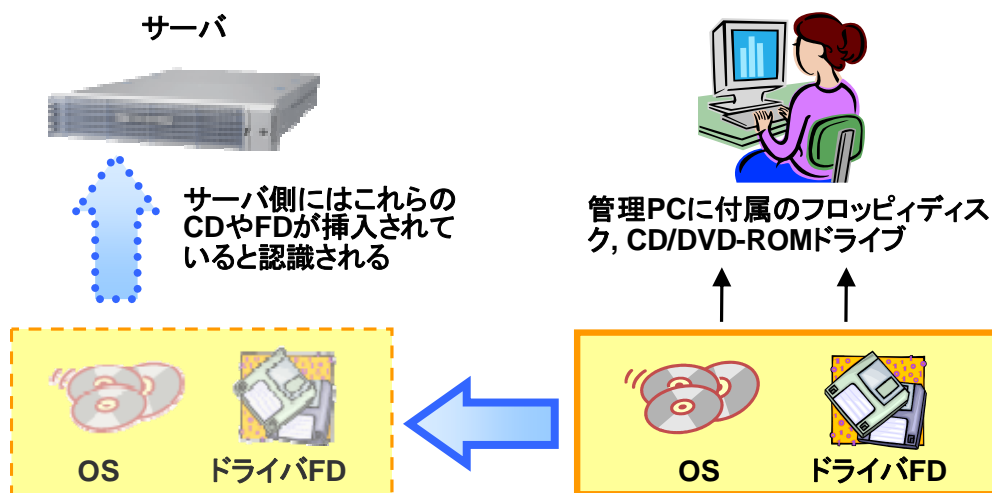 サーバ
サーバ側にはこれらの
CDやFDが挿入されて
いると認識される
管理PCに付属のフロッピィディス
ク, CD/DVD-ROMドライブ
OS
ドライバFD
OS
ドライバFD